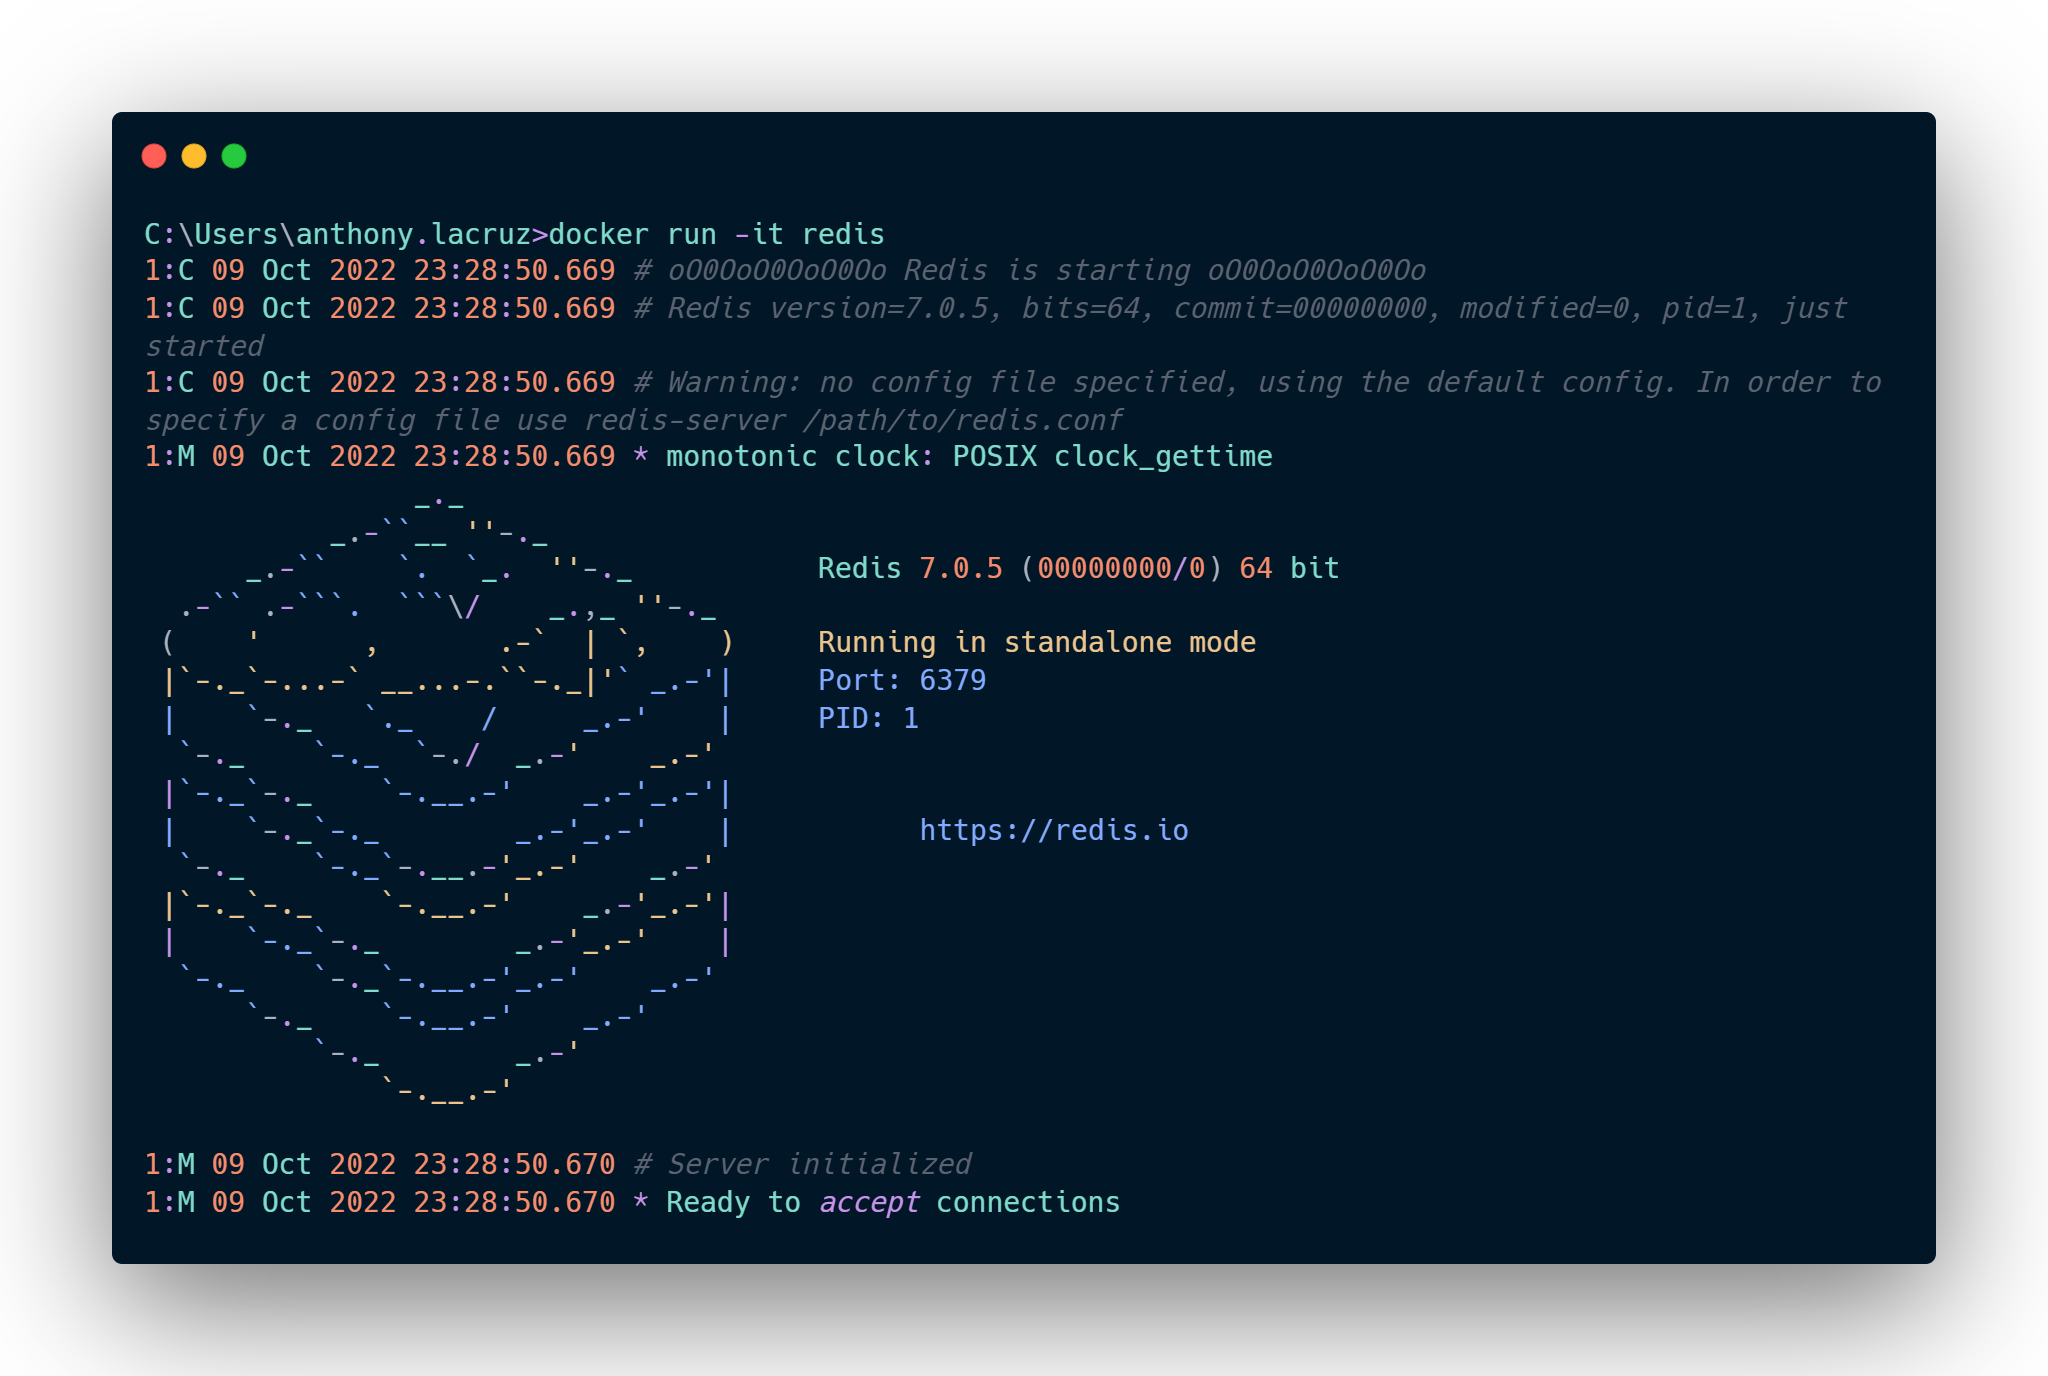 C:\Users\anthony.lacruz>docker run -it redis
1:C 09 Oct 2022 23:28:50.669 # oO0OoO0OoO0Oo Redis is starting oO0OoO0OoO0Oo
1:C 09 Oct 2022 23:28:50.669 # Redis version=7.0.5, bits=64, commit=00000000, modified=0, pid=1, just
started
1:C 09 Oct 2022 23:28:50.669 # Warning: no config file specified, using the default config. In order to
specify a config file use redis-server /path/to/redis.conf
1:M 09 Oct 2022 23:28:50.669 * monotonic clock: POSIX clock_gettime
Redis 7.0.5 (00000000/0) 64 bit
Running in standalone mode
Port: 6379
PID: 1
https://redis.io
1:M 09 Oct 2022 23:28:50.670 # Server initialized
1:M 09 Oct 2022 23:28:50.670 * Ready to accept connections